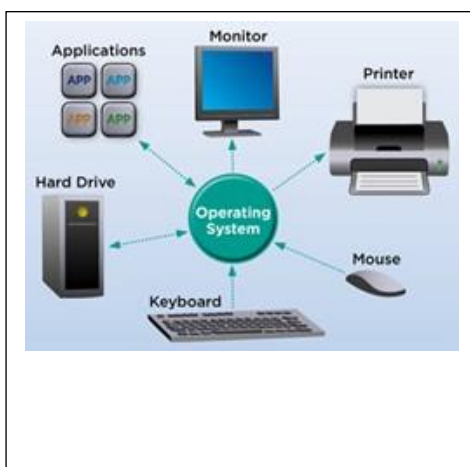 Monitor
Applications
APP APP
APP APP
Printer
Hard Drive
Operating
System
Mouse
Keyboard